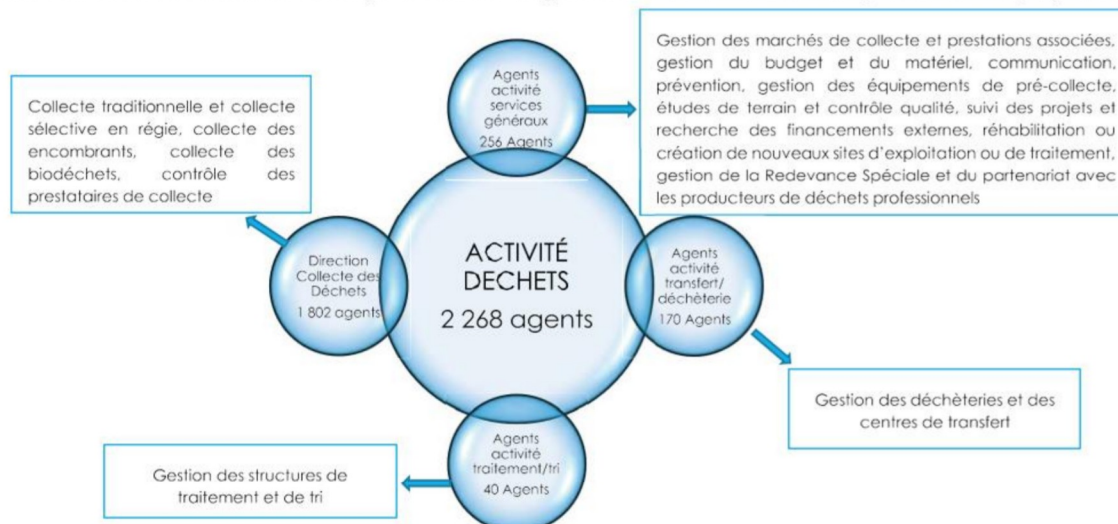 Agents
activité
services
généraux
256 Agents
Gestion des marchés de collecte et prestations associées,
gestion du budget et du matériel, communication,
prévention, gestion des équipements de pré-collecte,
études de terrain et contrôle qualité, suivi des projets et
recherche des financements externes, réhabilitation ou
création de nouveaux sites d'exploitation ou de traitement,
gestion de la Redevance Spéciale et du partenariat avec
les producteurs de déchets professionnels
Collecte traditionnelle et collecte
sélective en régie, collecte des
encombrants, collecte des
biodéchets, contrôle des
prestataires de collecte
Direction
Collecte des
Déchets
1 802 agents
ACTIVITÉ
DECHETS
2 268 agents
Agents
activité
transfert/
déchèterie
170 Agents
Gestion des déchèteries et des
centres de transfert
Agents
activité
traitement/tri
40 Agents
Gestion des structures de
traitement et de tri